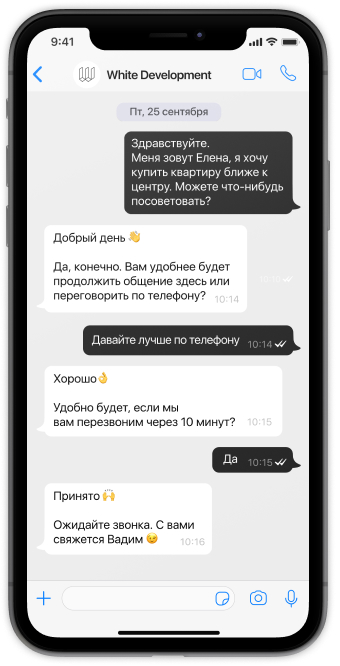 9:41
White Development
Пт, 25 сентября
Здравствуйте.
Меня зовут Елена, я хочу
купить квартиру ближе к
центру. Можете что-нибудь
посоветовать?
Добрый день 👋
Да, конечно. Вам удобнее будет
продолжить общение здесь или
переговорить по телефону?
10:14
Давайте лучше по телефону 10:14
Хорошо👌
Удобно будет, если мы
вам перезвоним через 10 минут? 10:15
Да 10:15
Принято 🙌
Ожидайте звонка. С вами
свяжется Вадим 😉 10:16